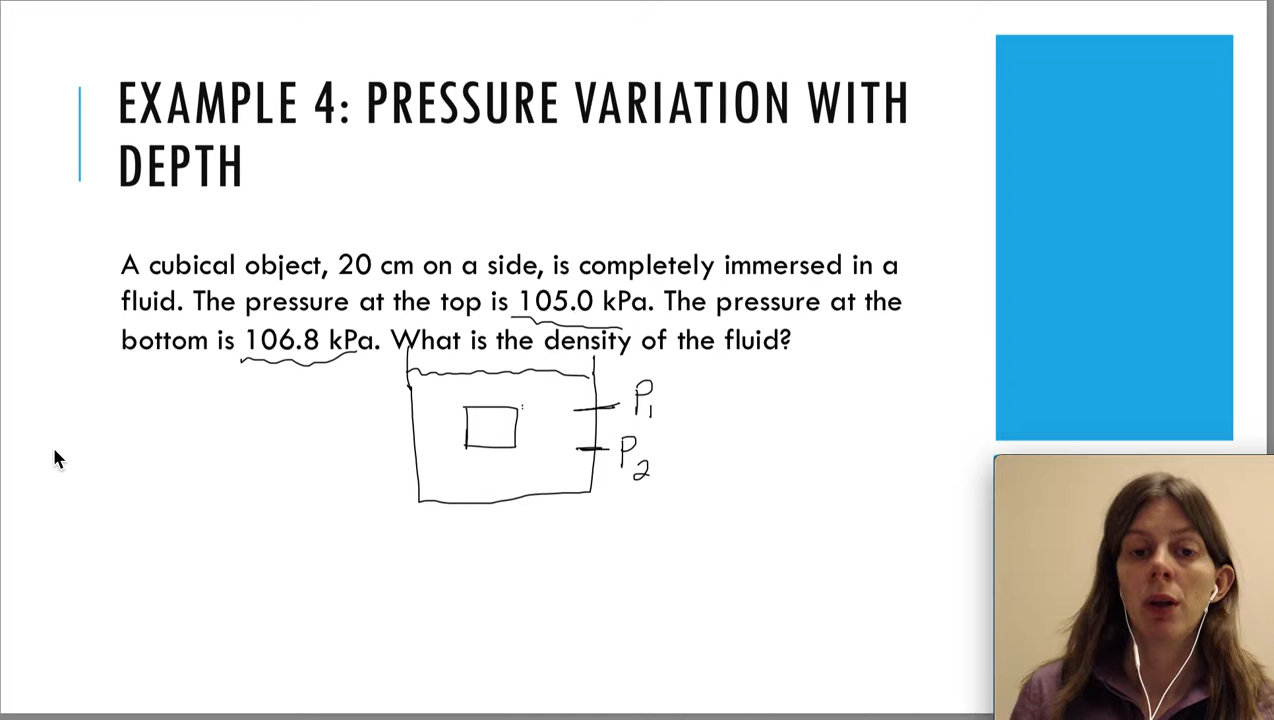 EXAMPLE 4: PRESSURE VARIATION WITH
DEPTH
A cubical object, 20 cm on a side, is completely immersed in a
fluid. The pressure at the top is 105.0 kPa. The pressure at the
bottom is 106.8 kPa. What is the density of the fluid?
P1
P2